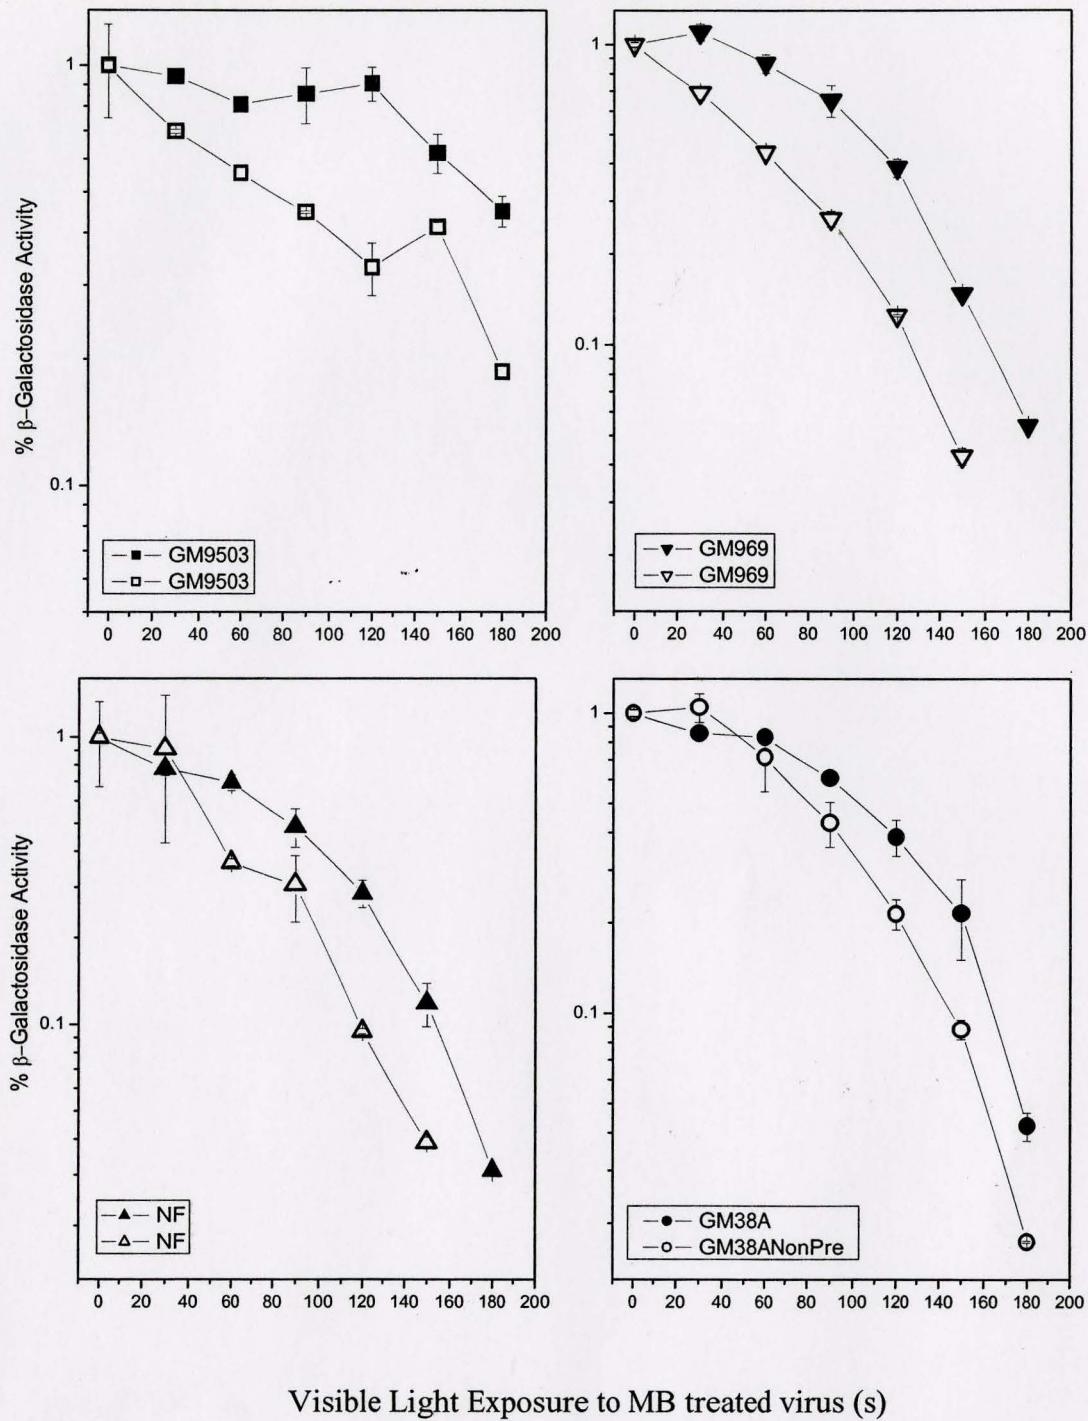 % β–Galactosidase Activity
1
0.1
GM9503
GM9503
0 20 40 60 80 100 120 140 160 180 200
1
0.1
GM969
GM969
0 20 40 60 80 100 120 140 160 180 200
% β–Galactosidase Activity
1
0.1
NF
NF
0 20 40 60 80 100 120 140 160 180 200
1
0.1
GM38A
GM38ANonPre
0 20 40 60 80 100 120 140 160 180 200
Visible Light Exposure to MB treated virus (s)